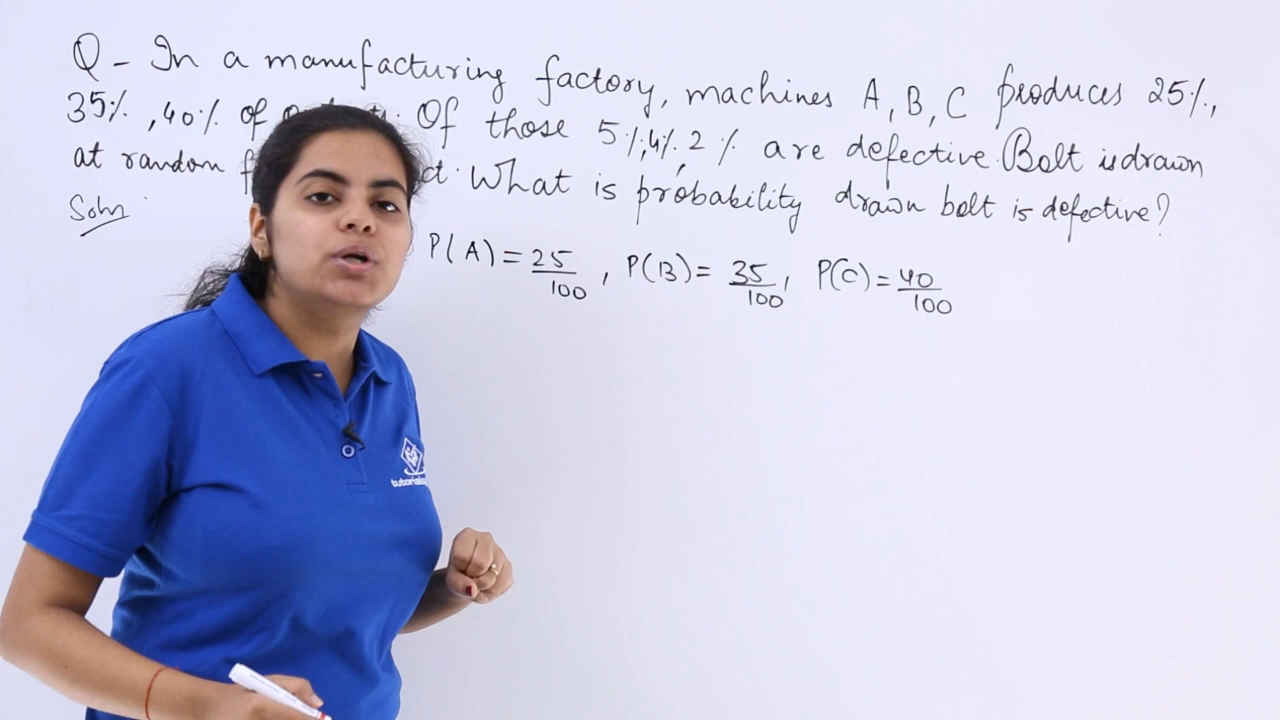 Q - In a manufacturing factory, machines A, B, C produces 25%,
35%, 40% of Of those 5%, 4%, 2% are defective. Bolt is drawn
at random What is probability drawn bolt is defective?
Soln
P(A) = 25/100, P(B) = 35/100, P(C) = 40/100